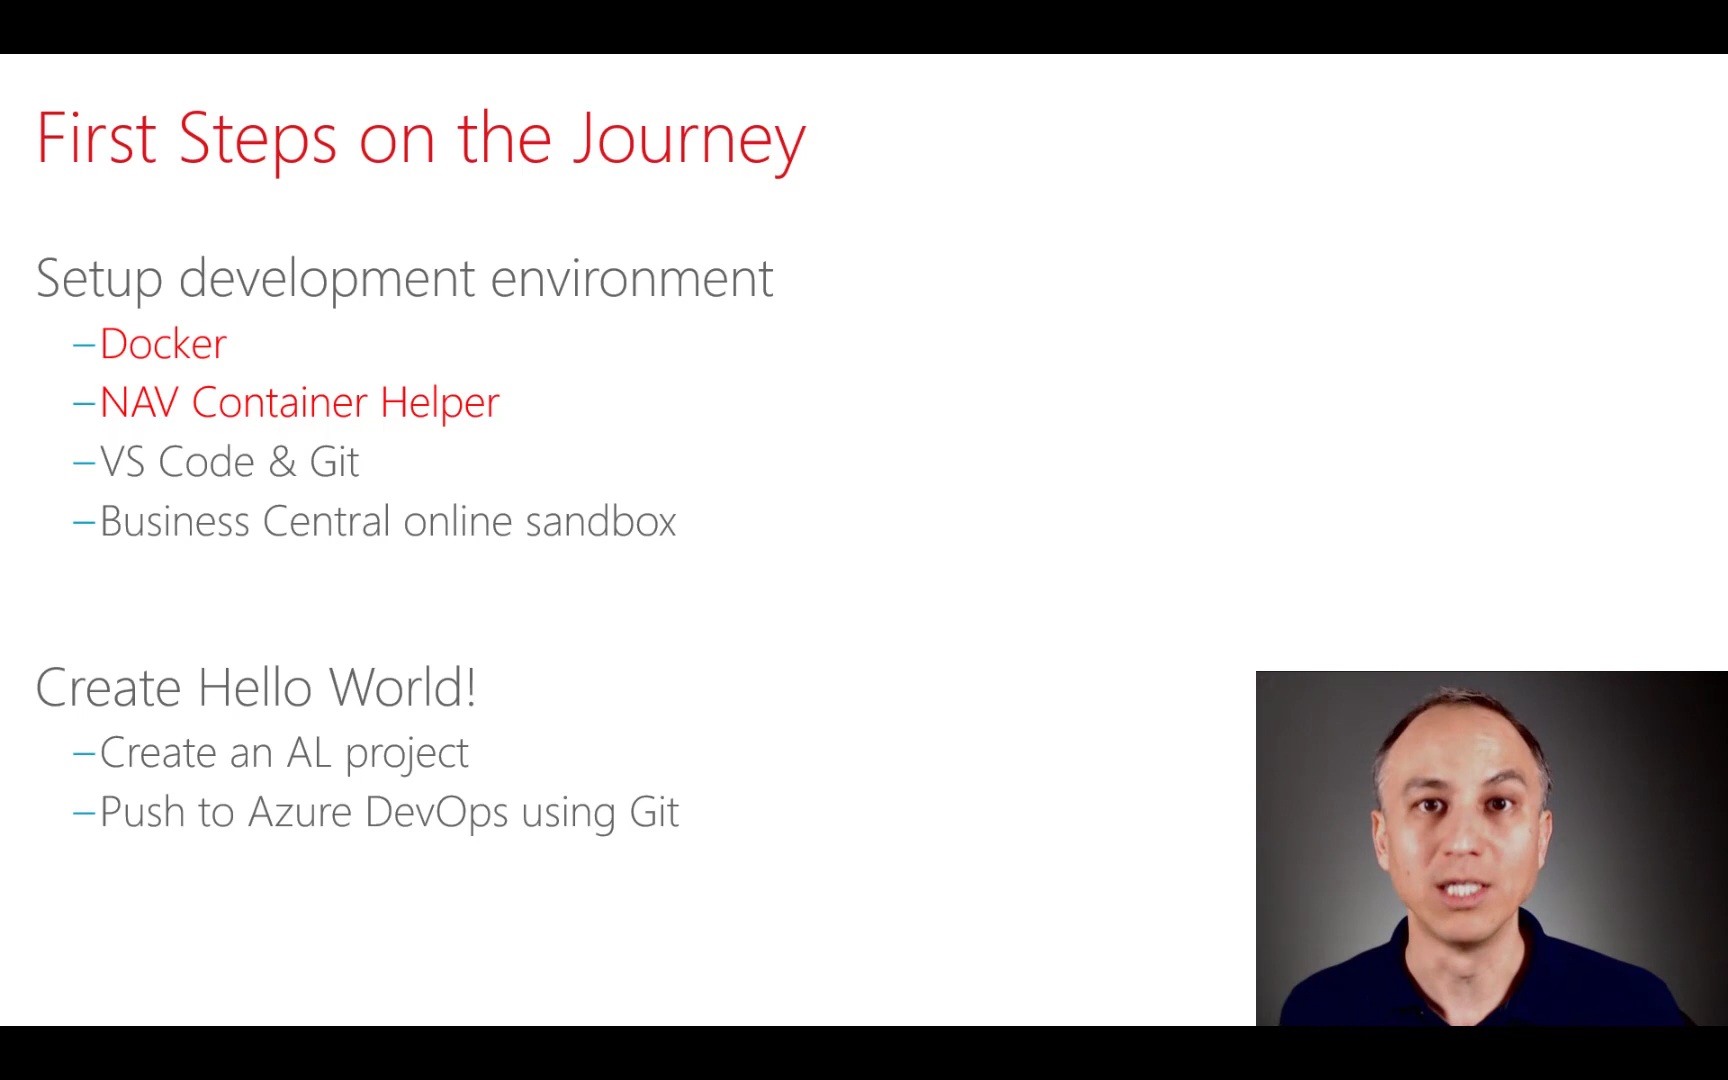 First Steps on the Journey
Setup development environment
–Docker
–NAV Container Helper
–VS Code & Git
–Business Central online sandbox
Create Hello World!
–Create an AL project
–Push to Azure DevOps using Git